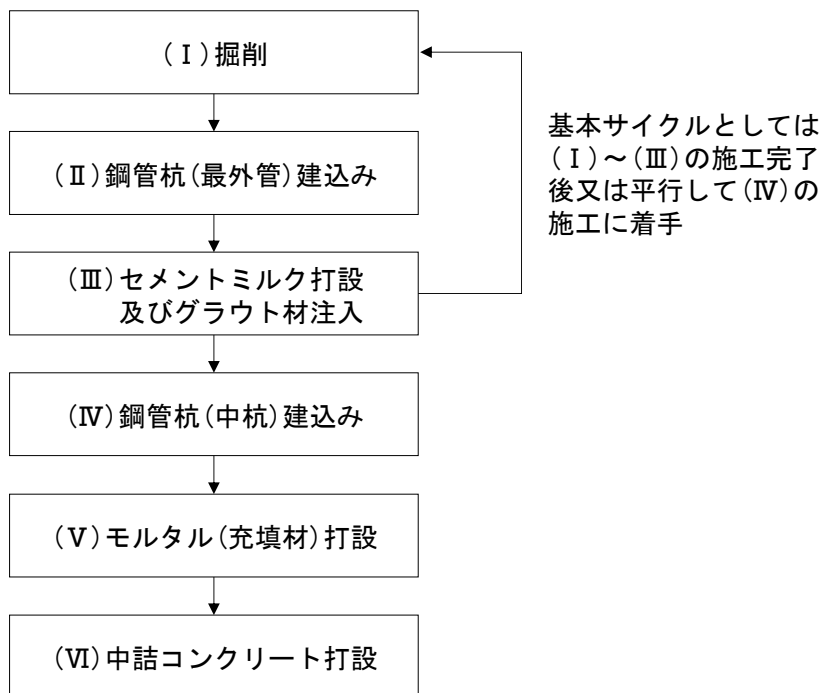 (Ⅰ)掘削
(Ⅱ)鋼管杭(最外管)建込み
(Ⅲ)セメントミルク打設
及びグラウト材注入
(Ⅳ)鋼管杭(中杭)建込み
(Ⅴ)モルタル(充填材)打設
(Ⅵ)中詰コンクリート打設
基本サイクルとしては
(Ⅰ)～(Ⅲ)の施工完了
後又は平行して(Ⅳ)の
施工に着手